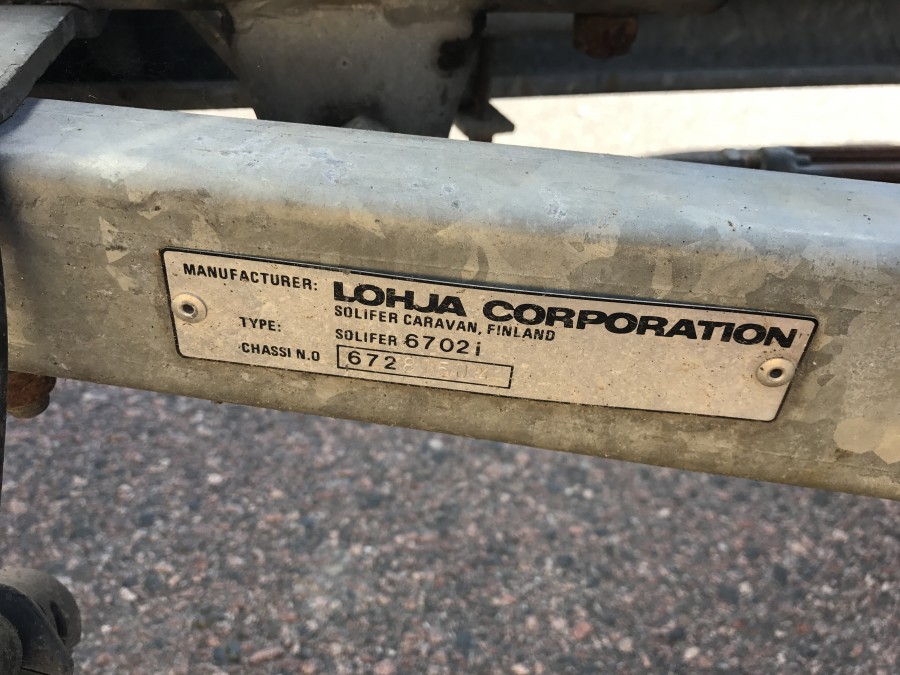 MANUFACTURER: LOHJA CORPORATION
SOLIFER CARAVAN, FINLAND
TYPE: SOLIFER 6702i
CHASSI N.O 672